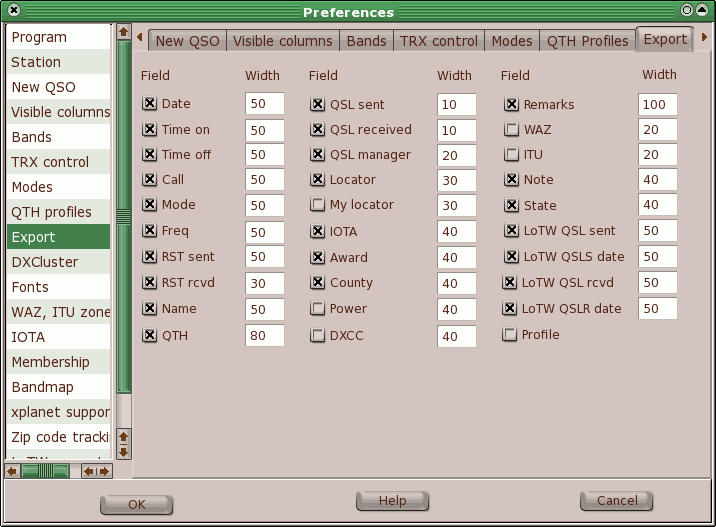 Preferences
Program
Station
New QSO
Visible columns
Bands
TRX control
Modes
QTH profiles
Export
DXCluster
Fonts
WAZ, ITU zone
IOTA
Membership
Bandmap
xplanet suppor
Zip code tracki
New QSO Visible columns Bands TRX control Modes QTH Profiles Export
Field Width Field Width Field Width
Date 50 QSL sent 10 Remarks 100
Time on 50 QSL received 10 WAZ 20
Time off 50 QSL manager 20 ITU 20
Call 50 Locator 30 Note 40
Mode 50 My locator 30 State 40
Freq 50 IOTA 40 LoTW QSL sent 50
RST sent 50 Award 40 LoTW QSLS date 50
RST rcvd 30 County 40 LoTW QSL rcvd 50
Name 50 Power 40 LoTW QSLR date 50
QTH 80 DXCC 40 Profile
OK Help Cancel